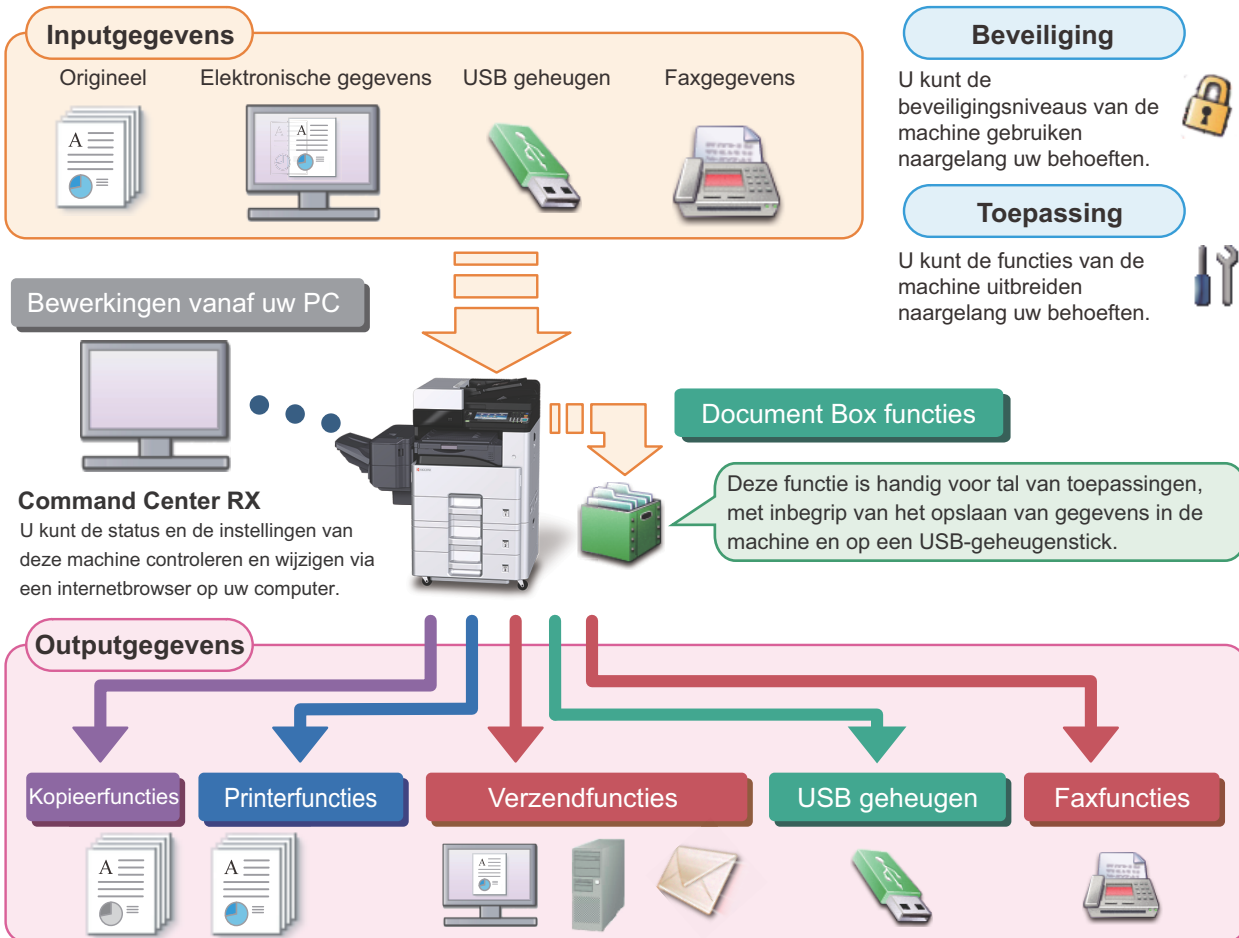 Inputgegevens
Origineel
Elektronische gegevens
USB geheugen
Faxgegevens
Beveiliging
U kunt de
beveiligingsniveaus van de
machine gebruiken
naargelang uw behoeften.
Toepassing
U kunt de functies van de
machine uitbreiden
naargelang uw behoeften.
Bewerkingen vanaf uw PC
Command Center RX
U kunt de status en de instellingen van
deze machine controleren en wijzigen via
een internetbrowser op uw computer.
Document Box functies
Deze functie is handig voor tal van toepassingen,
met inbegrip van het opslaan van gegevens in de
machine en op een USB-geheugenstick.
Outputgegevens
Kopieerfuncties
Printerfuncties
Verzendfuncties
USB geheugen
Faxfuncties